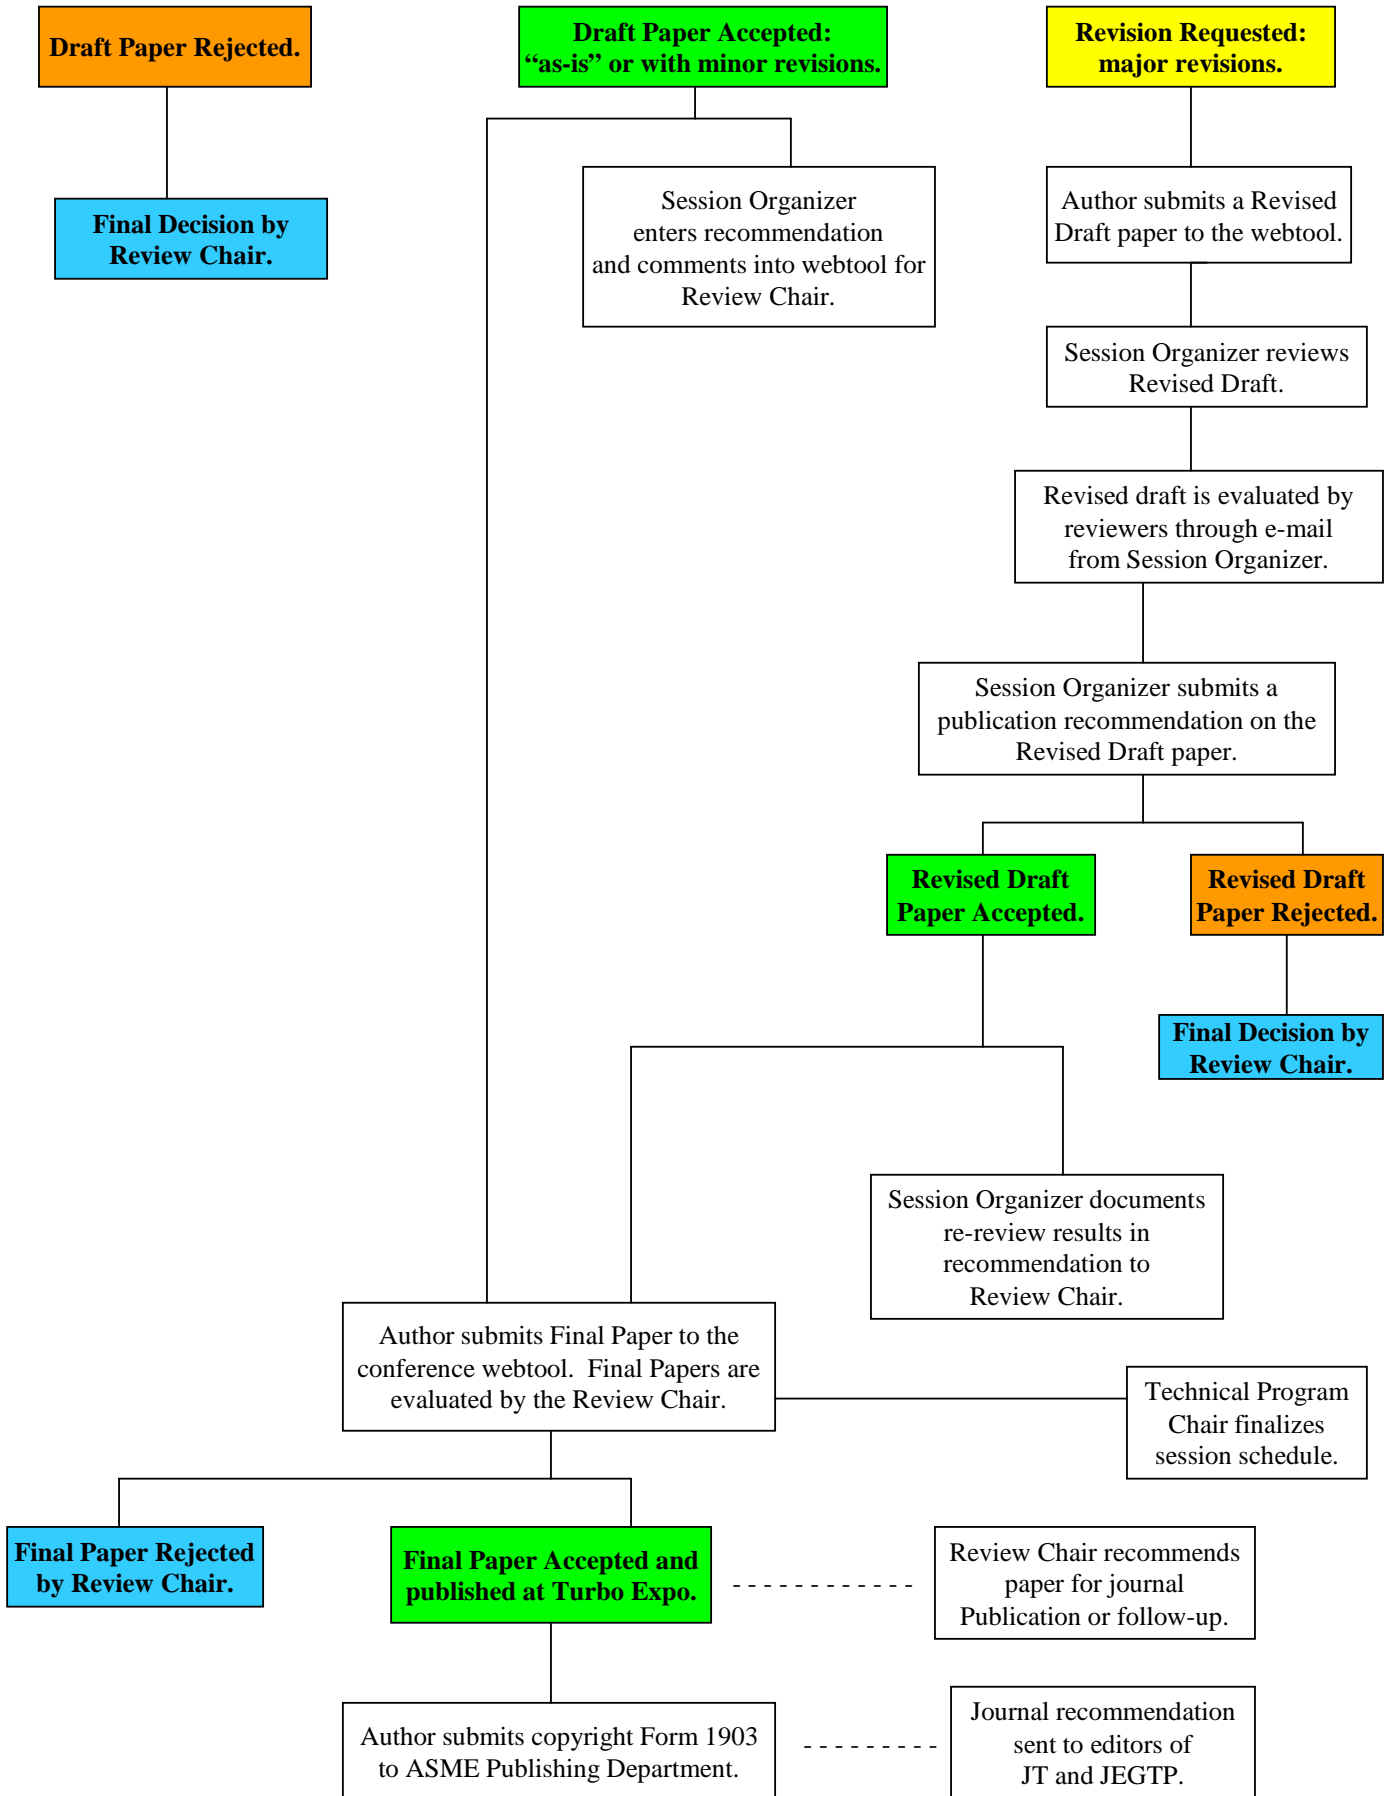 Draft Paper Rejected.
Draft Paper Accepted:
“as-is” or with minor revisions.
Revision Requested:
major revisions.
Final Decision by
Review Chair.
Session Organizer
enters recommendation
and comments into webtool for
Review Chair.
Author submits a Revised
Draft paper to the webtool.
Session Organizer reviews
Revised Draft.
Revised draft is evaluated by
reviewers through e-mail
from Session Organizer.
Session Organizer submits a
publication recommendation on the
Revised Draft paper.
Revised Draft
Paper Accepted.
Revised Draft
Paper Rejected.
Final Decision by
Review Chair.
Session Organizer documents
re-review results in
recommendation to
Review Chair.
Author submits Final Paper to the
conference webtool.  Final Papers are
evaluated by the Review Chair.
Technical Program
Chair finalizes
session schedule.
Final Paper Rejected
by Review Chair.
Final Paper Accepted and
published at Turbo Expo.
Review Chair recommends
paper for journal
Publication or follow-up.
Author submits copyright Form 1903
to ASME Publishing Department.
Journal recommendation
sent to editors of
JT and JEGTP.